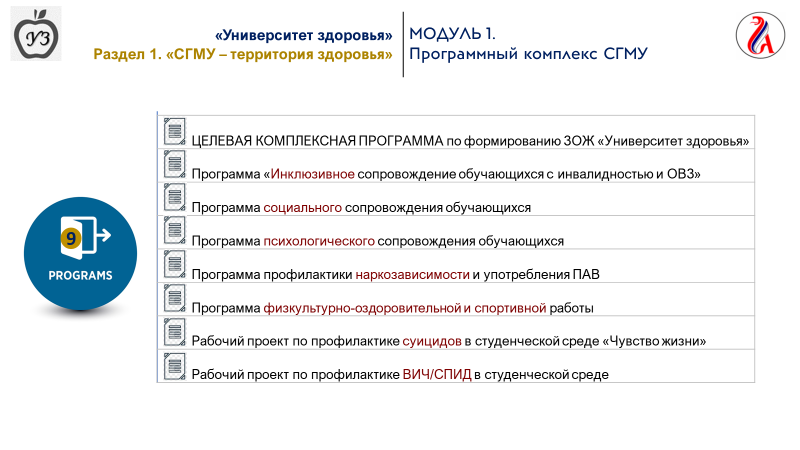 УЗ
«Университет здоровья»
Раздел 1. «СГМУ – территория здоровья»
МОДУЛЬ 1.
Программный комплекс СГМУ
ЦЕЛЕВАЯ КОМПЛЕКСНАЯ ПРОГРАММА по формированию ЗОЖ «Университет здоровья»
Программа «Инклюзивное сопровождение обучающихся с инвалидностью и ОВЗ»
Программа социального сопровождения обучающихся
Программа психологического сопровождения обучающихся
Программа профилактики наркозависимости и употребления ПАВ
Программа физкультурно-оздоровительной и спортивной работы
Рабочий проект по профилактике суицидов в студенческой среде «Чувство жизни»
Рабочий проект по профилактике ВИЧ/СПИД в студенческой среде
9
PROGRAMS